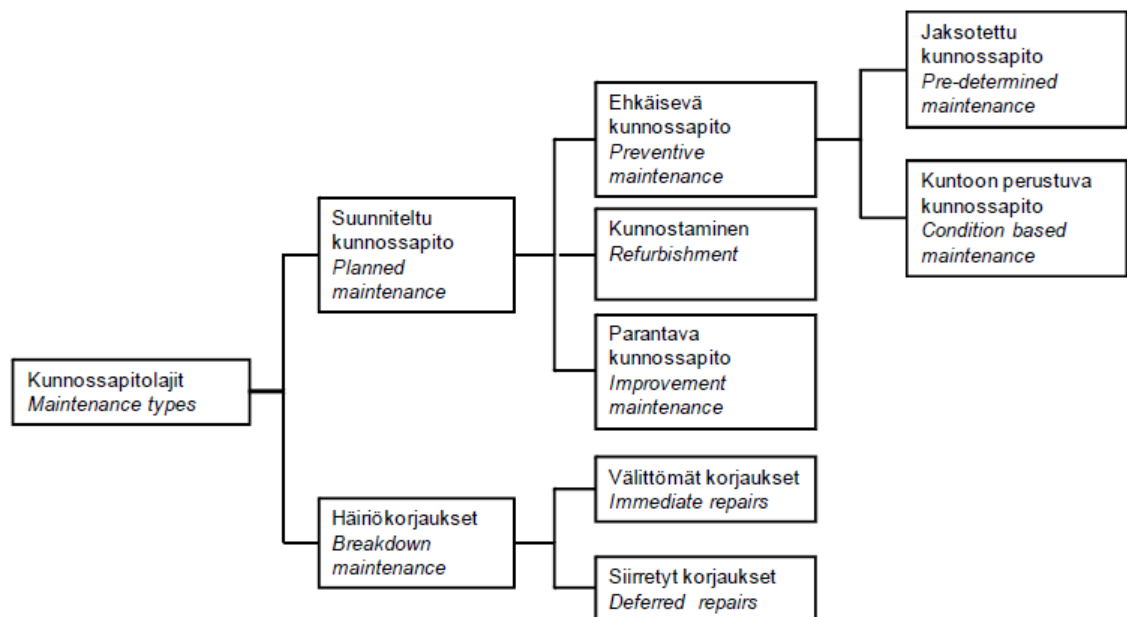 Jaksotettu
kunnossapito
Pre-determined
maintenance
Ehkäisevä
kunnossapito
Preventive
maintenance
Kuntoon perustuva
kunnossapito
Condition based
maintenance
Suunniteltu
kunnossapito
Planned
maintenance
Kunnostaminen
Refurbishment
Parantava
kunnossapito
Improvement
maintenance
Kunnossapitolajit
Maintenance types
Välittömät korjaukset
Immediate repairs
Häiriökorjaukset
Breakdown
maintenance
Siirretyt korjaukset
Deferred repairs